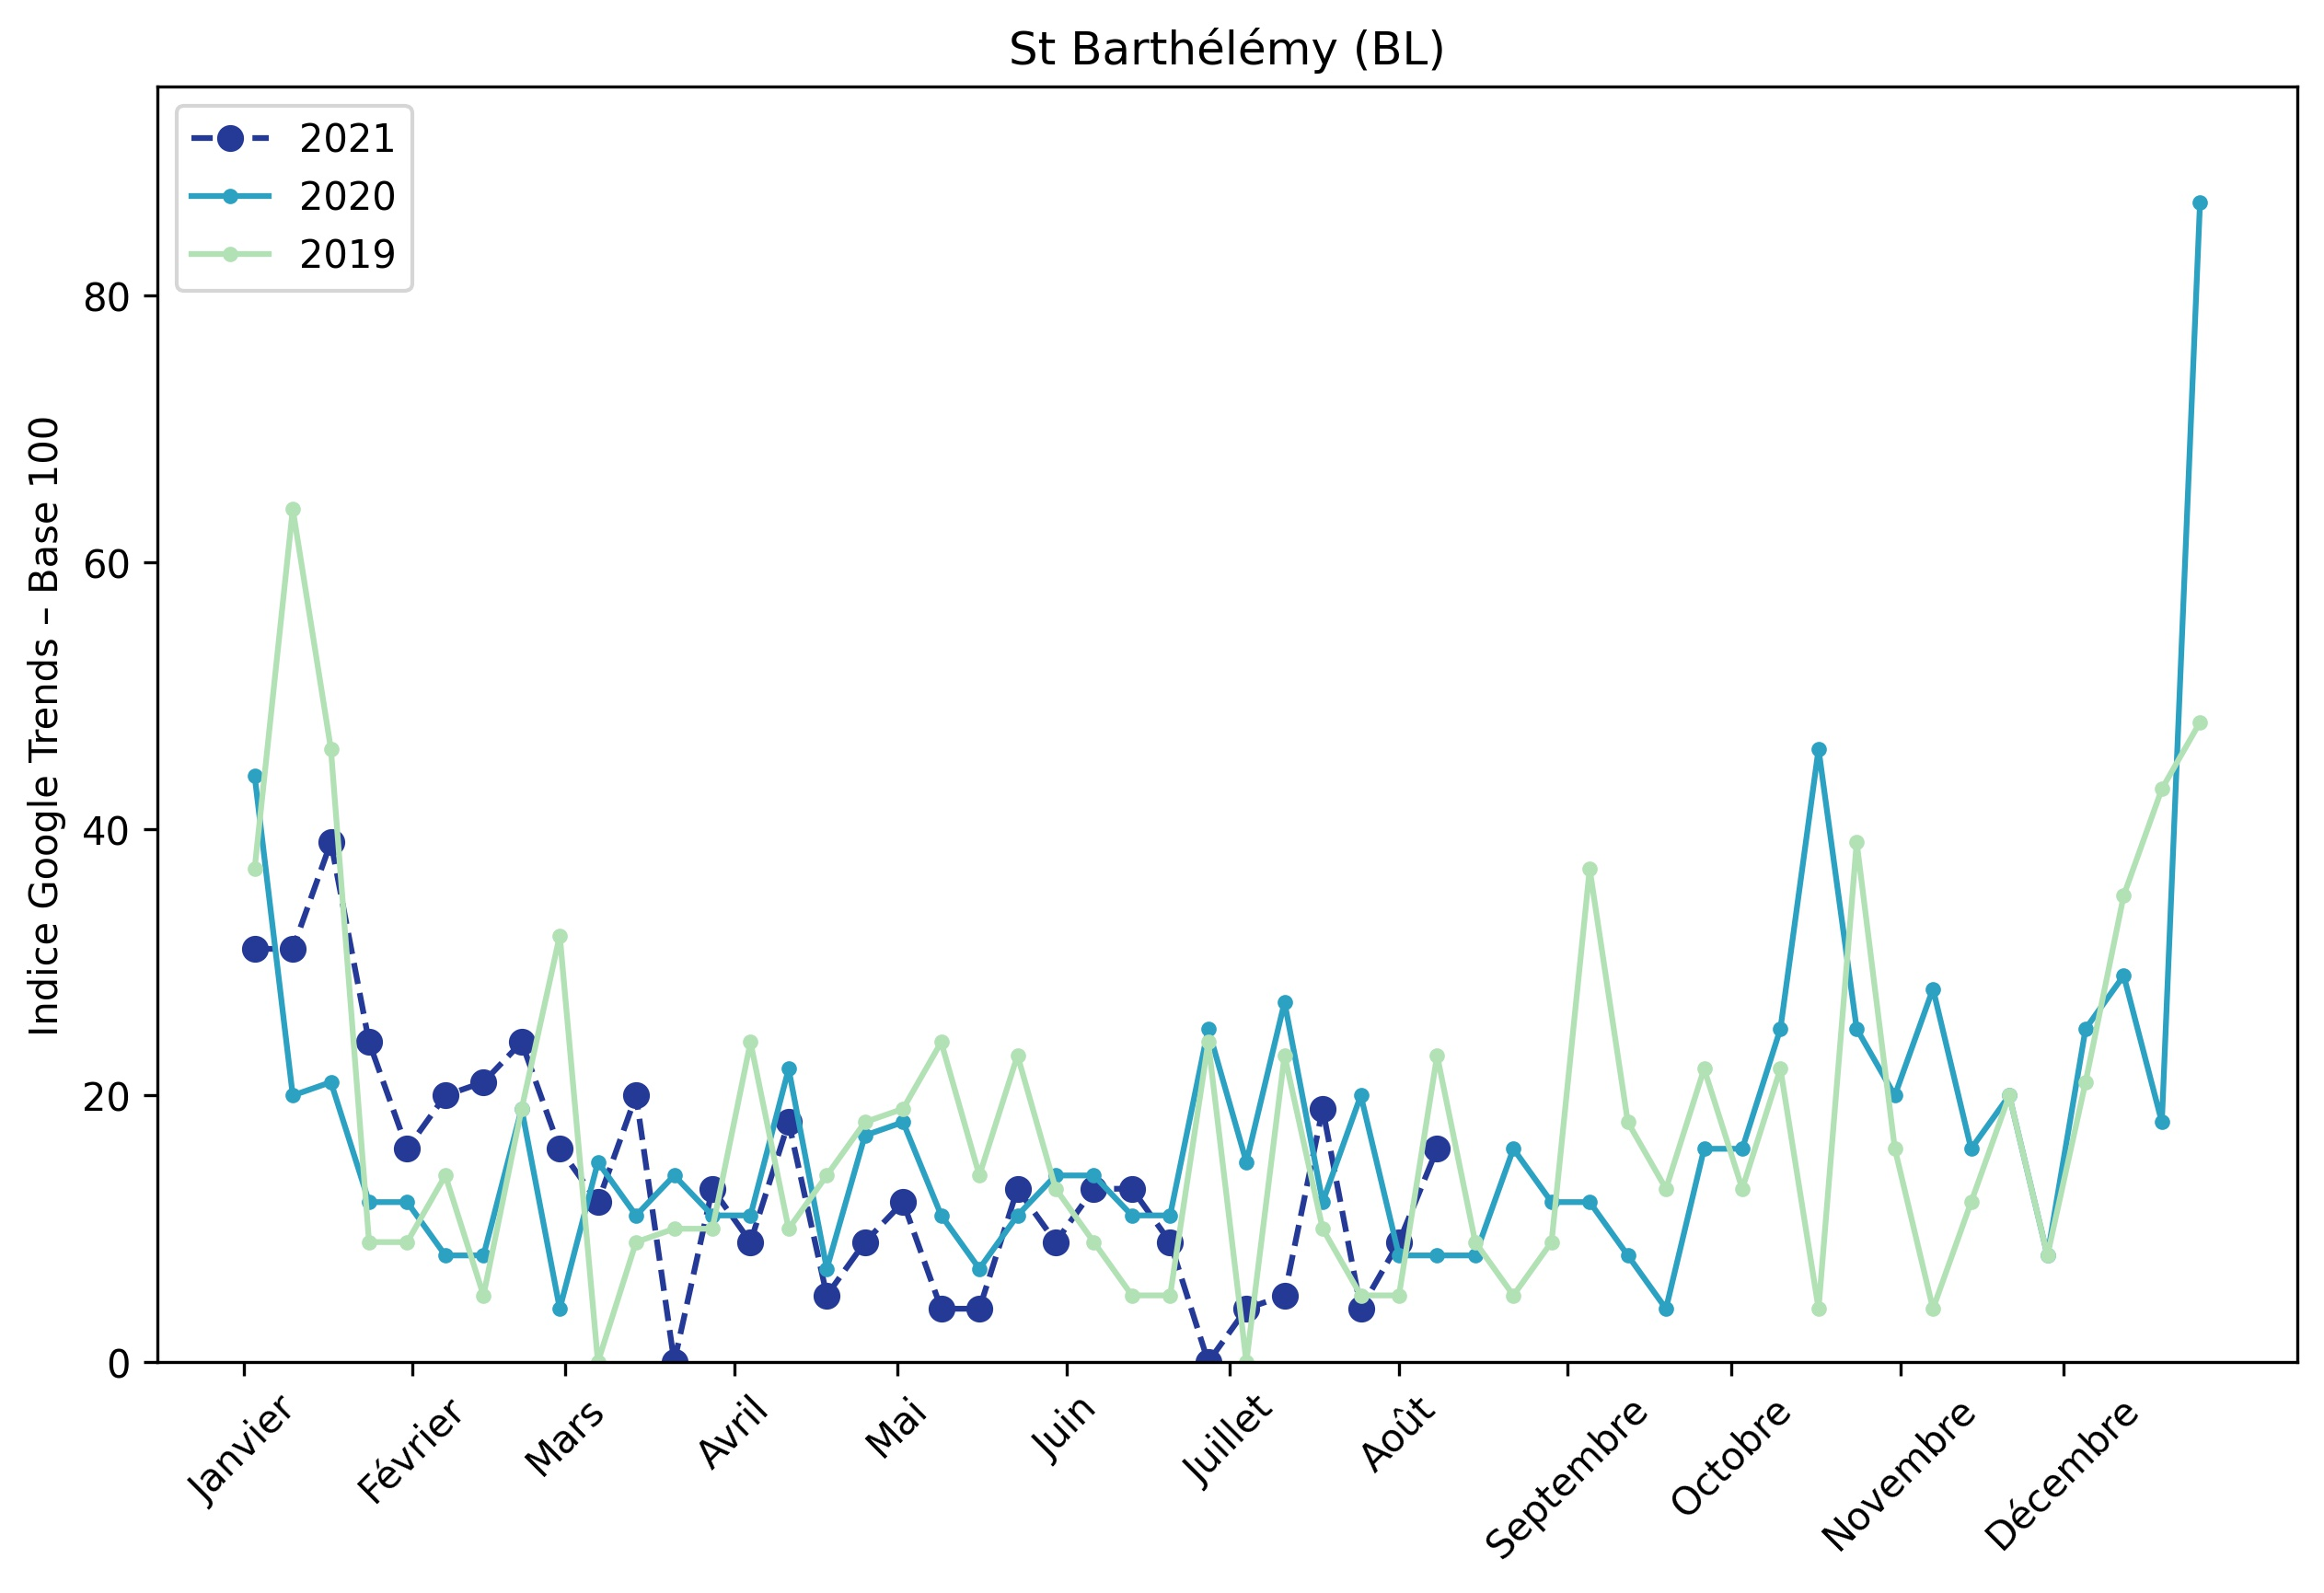 St Barthélémy (BL)
2021
2020
2019
Indice Google Trends – Base 100
80
60
40
20
0
Janvier
Février
Mars
Avril
Mai
Juin
Juillet
Août
Septembre
Octobre
Novembre
Décembre